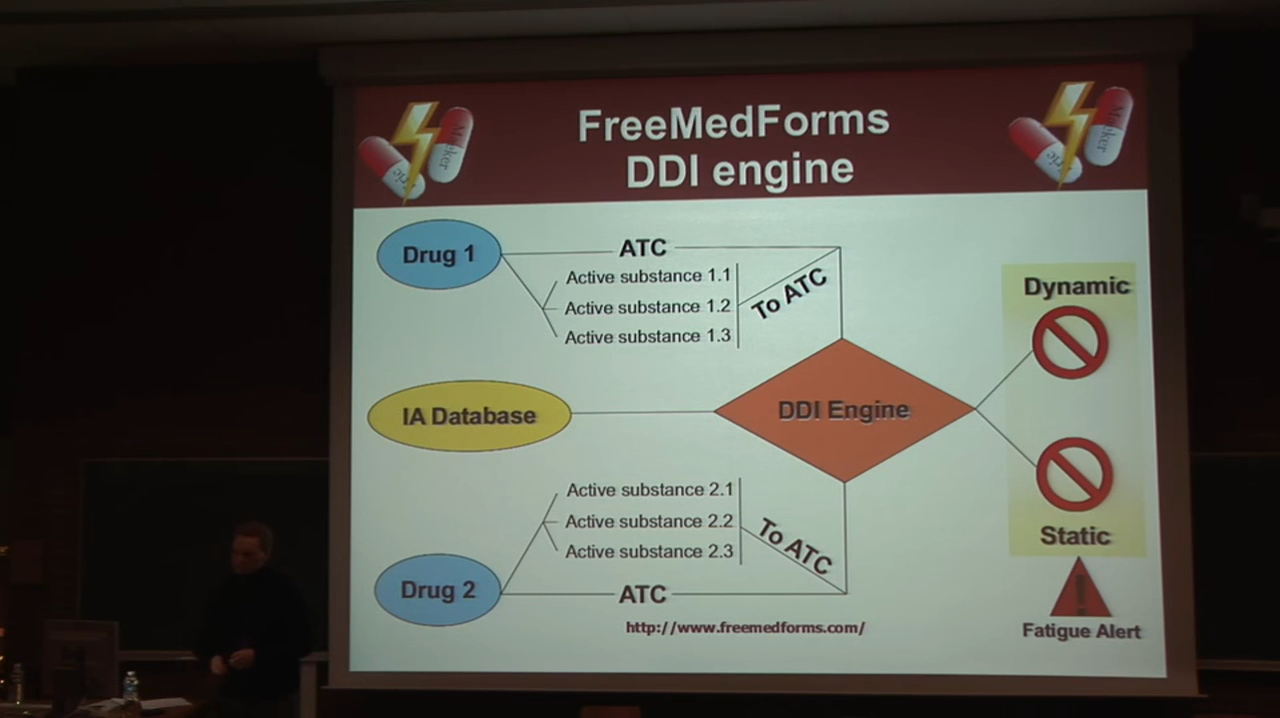 FreeMedForms
DDI engine
Drug 1
ATC
Active substance 1.1
Active substance 1.2
Active substance 1.3
To ATC
Dynamic
IA Database
DDI Engine
Active substance 2.1
Active substance 2.2
Active substance 2.3
To ATC
Static
Drug 2
ATC
http://www.freemedforms.com/
Fatigue Alert